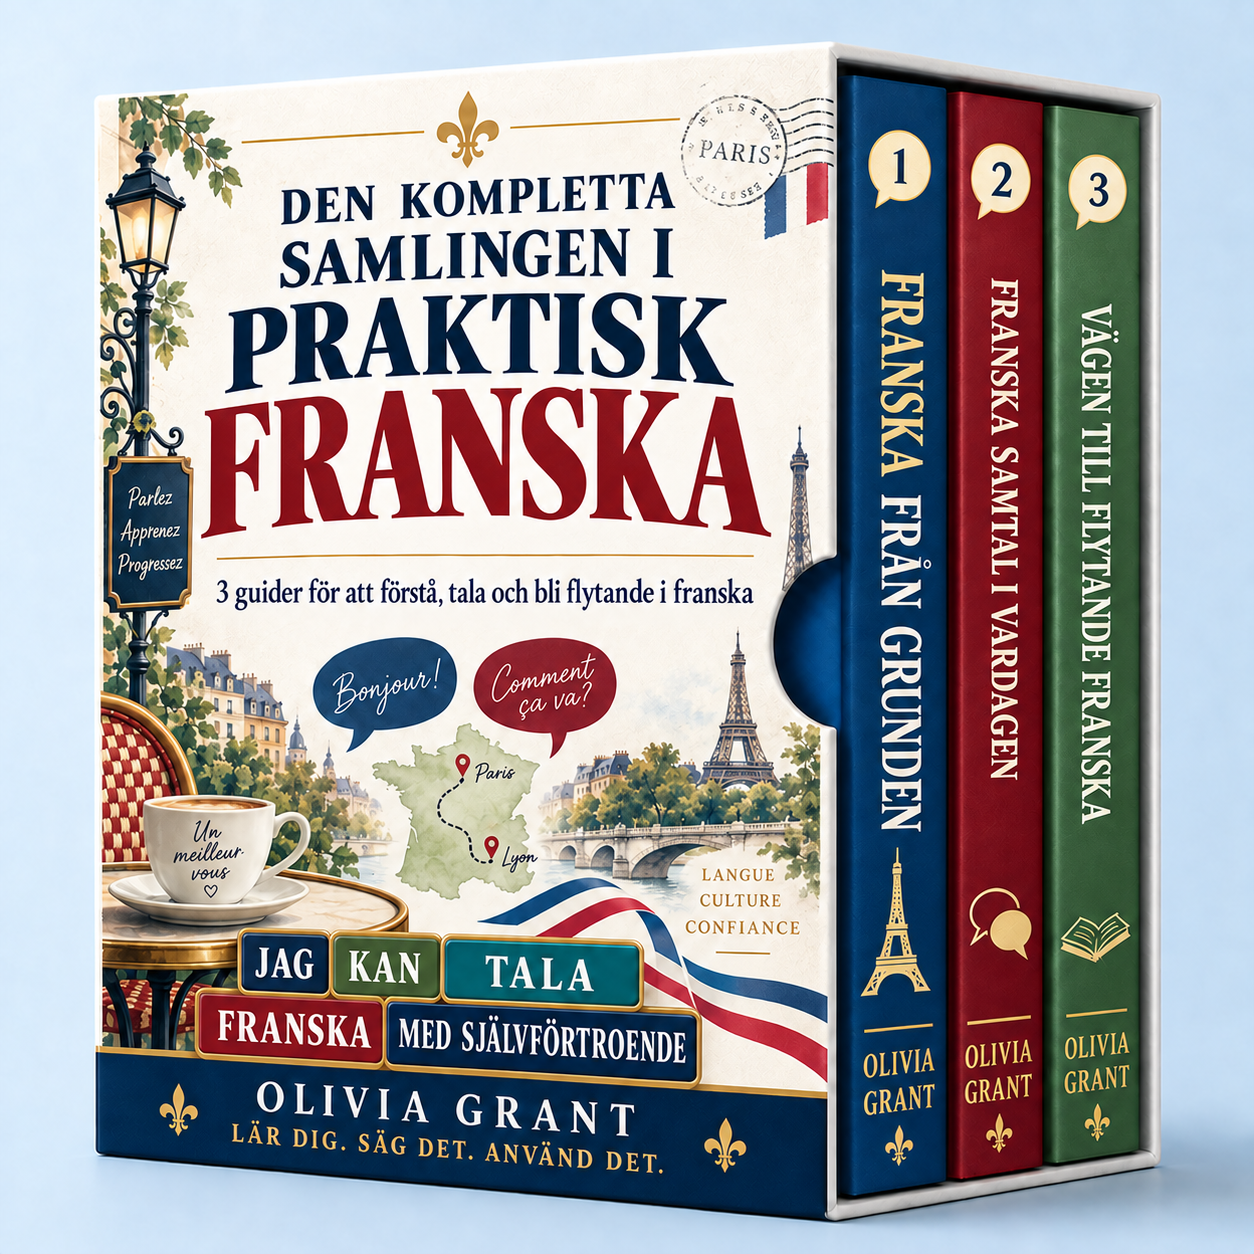 DEN KOMPLETTA
SAMLINGEN I
PRAKTISK
FRANSKA
3 guider för att förstå, tala och bli flytande i franska
PARIS
Parlez
Apprenez
Progressez
Bonjour!
Comment
ça va?
Paris
Lyon
Un
meilleur
vous
LANGUE
CULTURE
CONFIANCE
JAG KAN TALA
FRANSKA MED SJÄLVFÖRTROENDE
OLIVIA GRANT
LÄR DIG. SÄG DET. ANVÄND DET.
1
FRANSKA FRÅN GRUNDEN
OLIVIA
GRANT
2
FRANSKA SAMTAL I VARDAGEN
OLIVIA
GRANT
3
VÄGEN TILL FLYTANDE FRANSKA
OLIVIA
GRANT